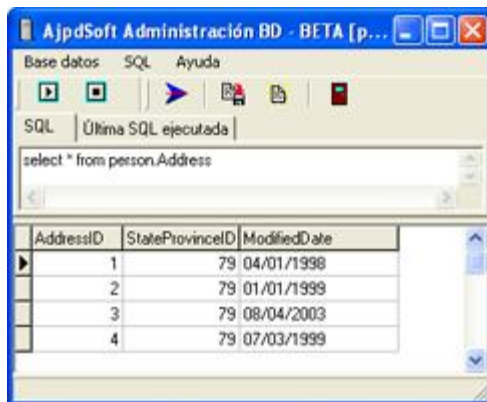 AjpdSoft Administración BD - BETA [p...
Base datos SQL Ayuda
SQL Última SQL ejecutada
select * from person.Address
AddressID StateProvinceID ModifiedDate
1 79 04/01/1998
2 79 01/01/1999
3 79 08/04/2003
4 79 07/03/1999